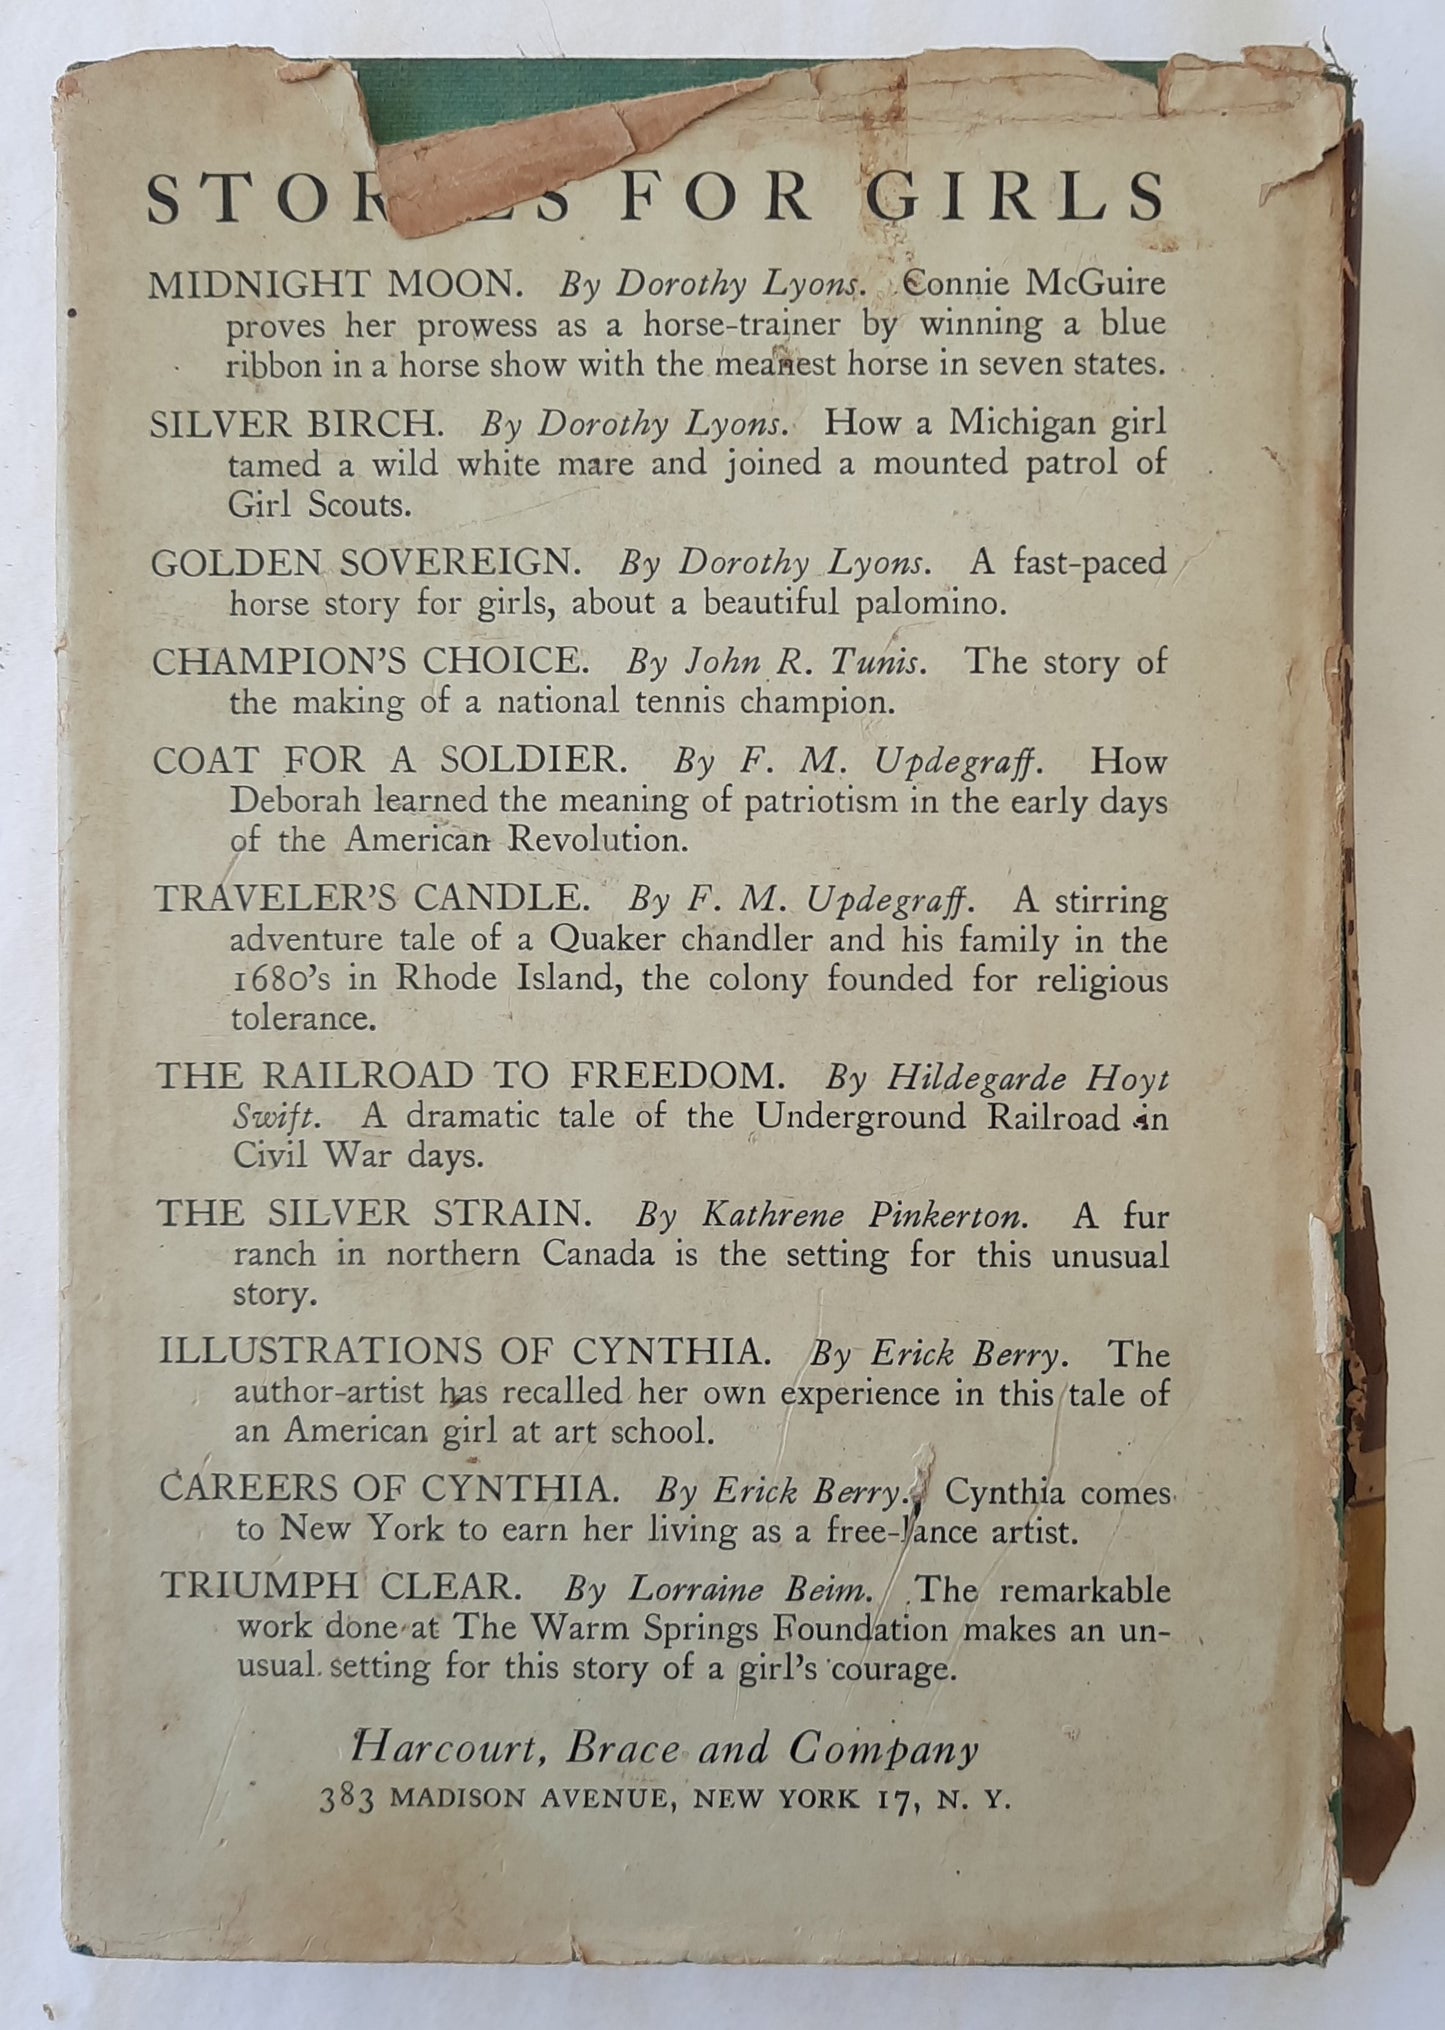 STORIES FOR GIRLS
MIDNIGHT MOON. By Dorothy Lyons. Connie McGuire
proves her prowess as a horse-trainer by winning a blue
ribbon in a horse show with the meanest horse in seven states.
SILVER BIRCH. By Dorothy Lyons. How a Michigan girl
tamed a wild white mare and joined a mounted patrol of
Girl Scouts.
GOLDEN SOVEREIGN. By Dorothy Lyons. A fast-paced
horse story for girls, about a beautiful palomino.
CHAMPION'S CHOICE. By John R. Tunis. The story of
the making of a national tennis champion.
COAT FOR A SOLDIER. By F. M. Updegraff. How
Deborah learned the meaning of patriotism in the early days
of the American Revolution.
TRAVELER'S CANDLE. By F. M. Updegraff. A stirring
adventure tale of a Quaker chandler and his family in the
1680's in Rhode Island, the colony founded for religious
tolerance.
THE RAILROAD TO FREEDOM. By Hildegarde Hoyt
Swift. A dramatic tale of the Underground Railroad in
Civil War days.
THE SILVER STRAIN. By Kathrene Pinkerton. A fur
ranch in northern Canada is the setting for this unusual
story.
ILLUSTRATIONS OF CYNTHIA. By Erick Berry. The
author-artist has recalled her own experience in this tale of
an American girl at art school.
CAREERS OF CYNTHIA. By Erick Berry. Cynthia comes
to New York to earn her living as a free-lance artist.
TRIUMPH CLEAR. By Lorraine Beim. The remarkable
work done at The Warm Springs Foundation makes an un-
usual setting for this story of a girl's courage.
Harcourt, Brace and Company
383 MADISON AVENUE, NEW YORK 17, N. Y.